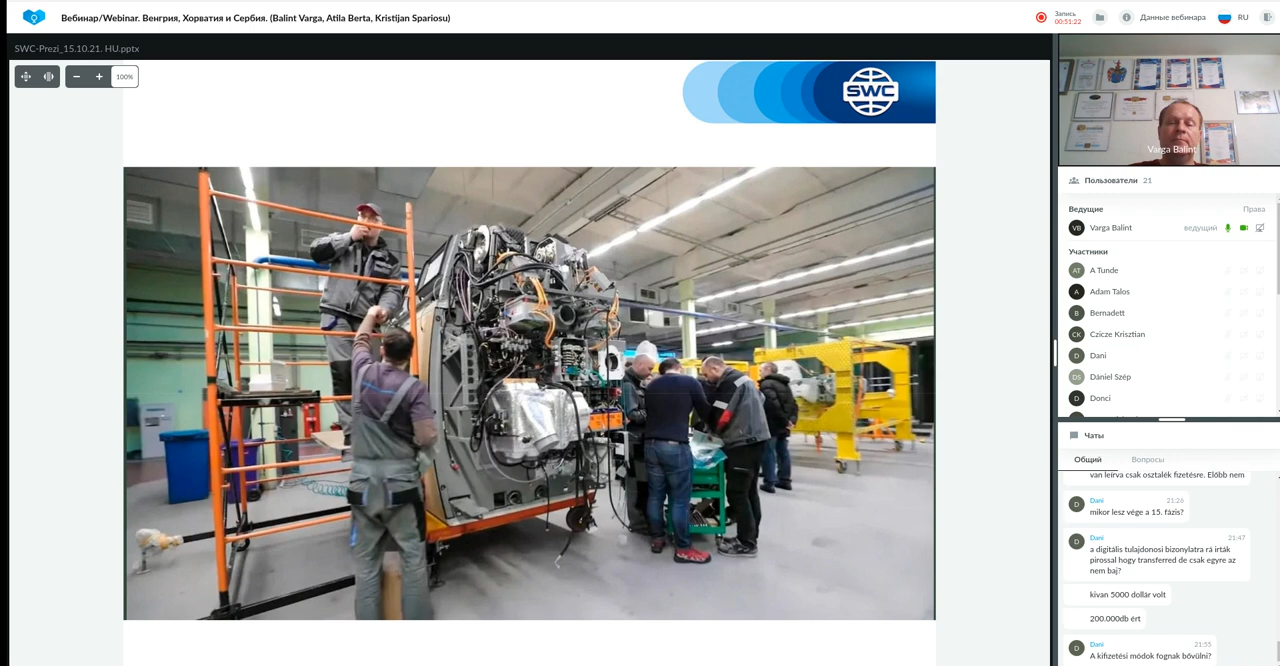 Вебинар/Webinar. Венгрия, Хорватия и Сербия. (Balint Varga, Atila Berta, Kristijan Spariosu)
Запись
00:51:22
Данные вебинара
RU
SWC-Prezi_15.10.21. HU.pptx
100%
SWC
Varga Balint
Пользователи 21
Ведущие Права
VB Varga Balint ведущий
Участники
AT A Tunde
A Adam Talos
B Bernadett
CK Czicze Krisztian
D Dani
DS Dániel Szép
D Donci
Чаты
Общий Вопросы
van leírva csak osztalék fizetésre. Előbb nem
D Dani 21:26
mikor lesz vége a 15. fázis?
D Dani 21:47
a digitális tulajdonosi bizonylatra rá irták
pirossal hogy transferred de csak egyre az
nem baj?
kivan 5000 dollár volt
200.000db ért
D Dani 21:55
A kifizetési módok fognak bővülni?